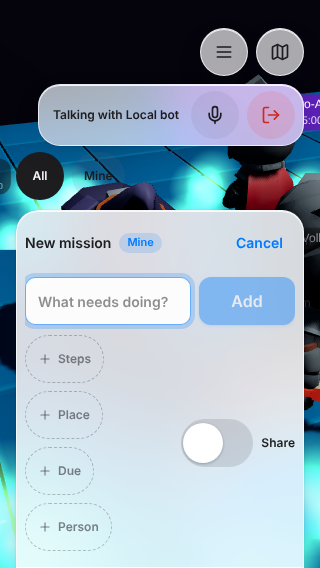 Talking with Local bot
All
Mine
New mission
Mine
Cancel
What needs doing?
Add
Steps
Place
Due
Share
Person